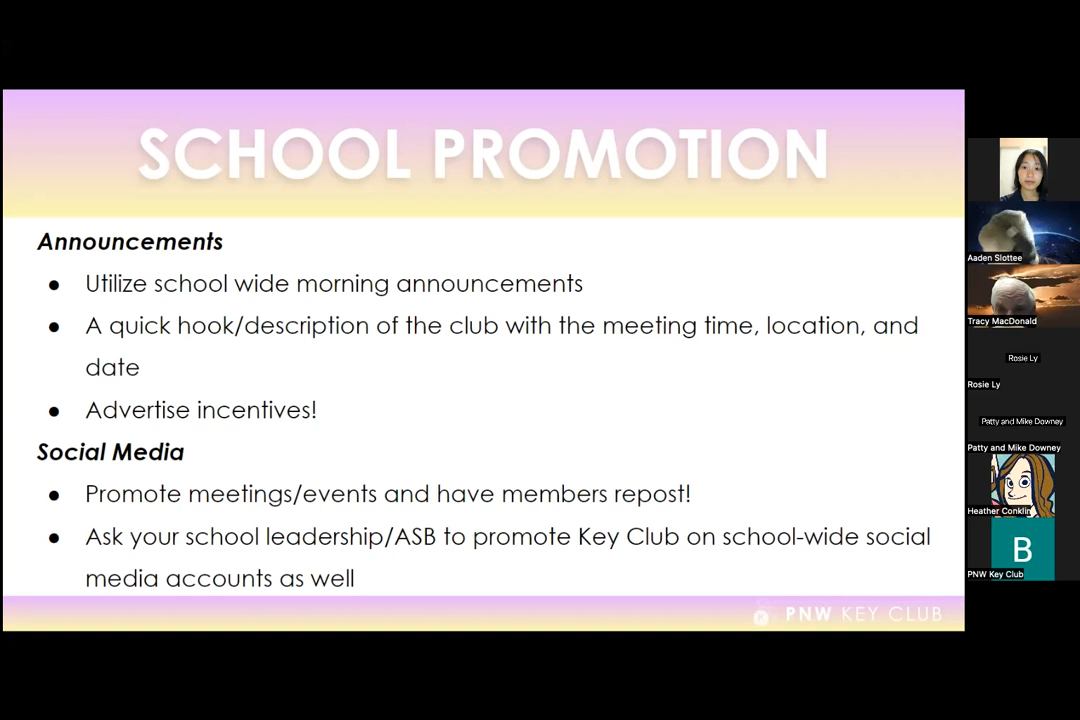 SCHOOL PROMOTION
Announcements
● Utilize school wide morning announcements
● A quick hook/description of the club with the meeting time, location, and
date
● Advertise incentives!
Social Media
● Promote meetings/events and have members repost!
● Ask your school leadership/ASB to promote Key Club on school-wide social
media accounts as well
PNW KEY CLUB
Aaden Slottee
Tracy MacDonald
Rosie Ly
Rosie Ly
Patty and Mike Downey
Patty and Mike Downey
Heather Conklin
B
PNW Key Club